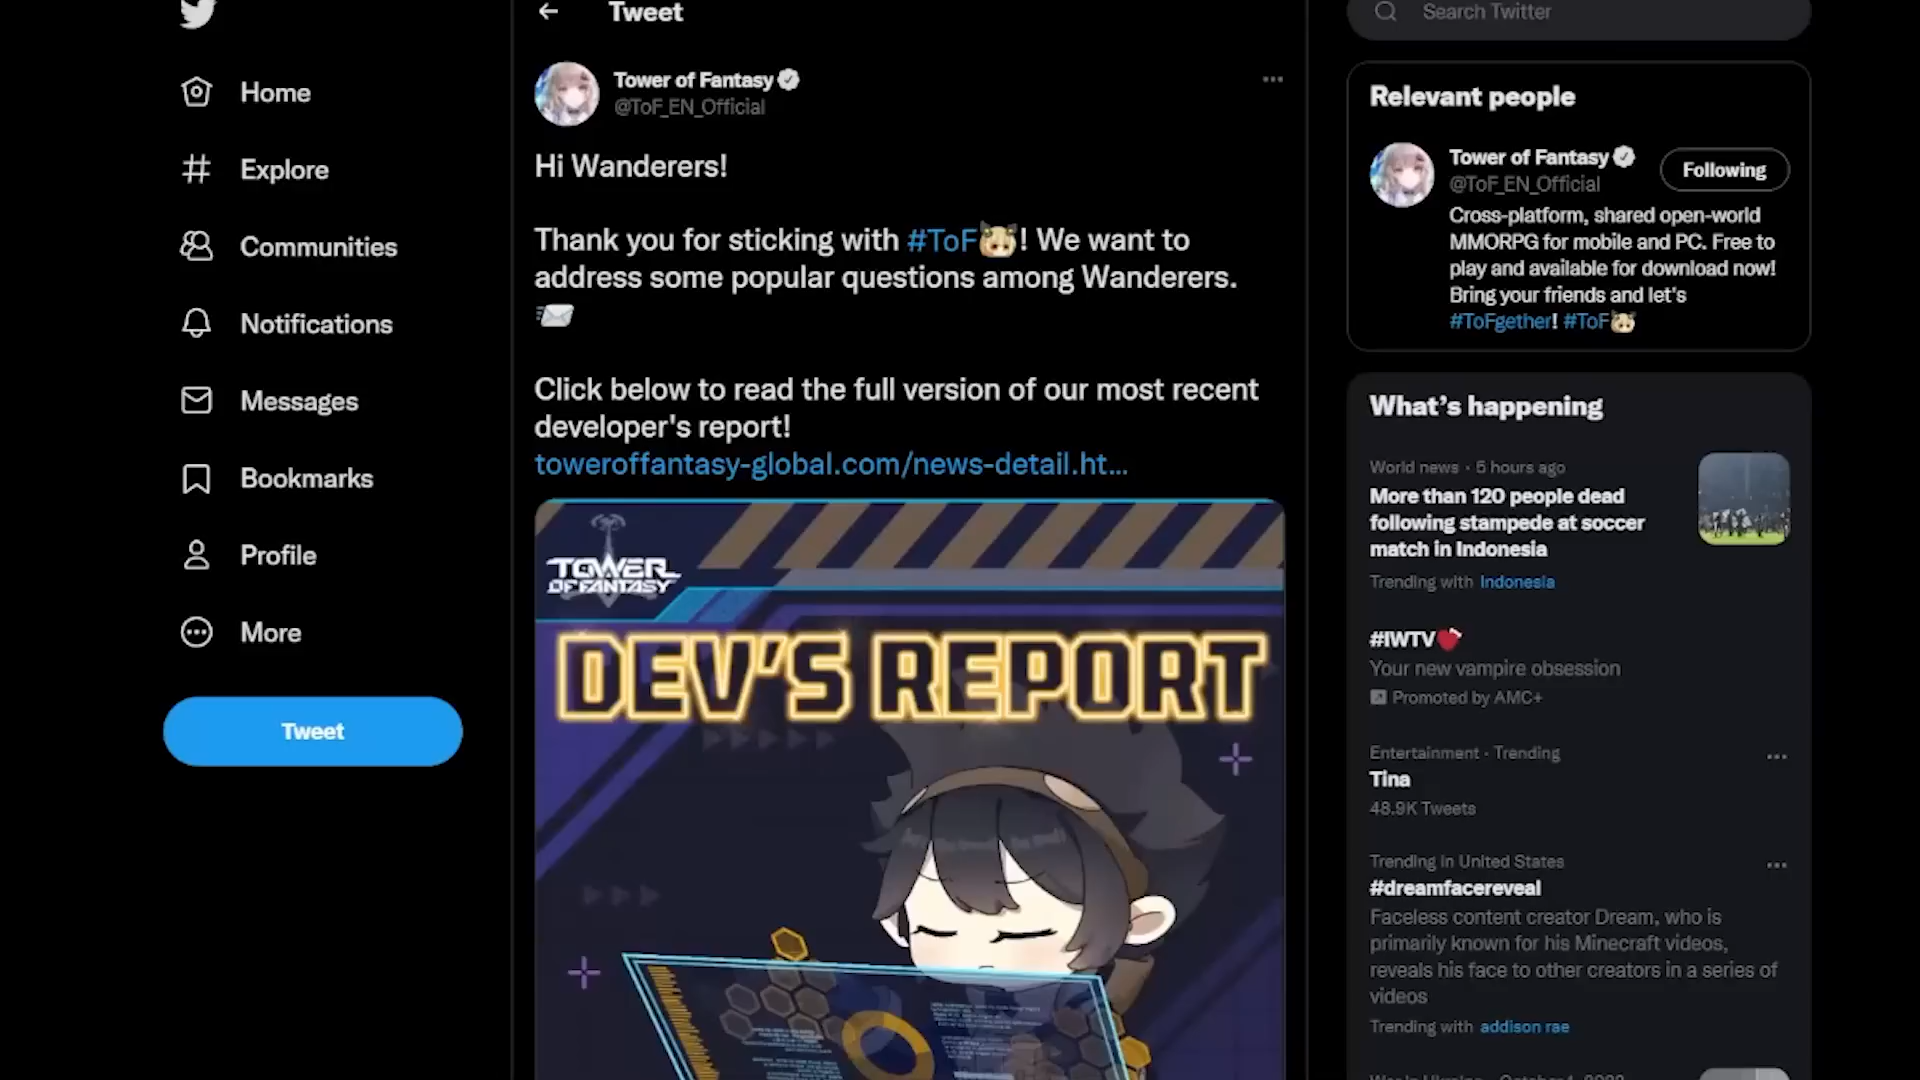 Home
Explore
Communities
Notifications
Messages
Bookmarks
Profile
More
Tweet
Tweet
Tower of Fantasy
@ToF_EN_Official
Hi Wanderers!
Thank you for sticking with #ToF! We want to
address some popular questions among Wanderers.
Click below to read the full version of our most recent
developer's report!
toweroffantasy-global.com/news-detail.ht...
TOWER
OF FANTASY
DEV'S REPORT
Search Twitter
Relevant people
Tower of Fantasy
@ToF_EN_Official
Following
Cross-platform, shared open-world
MMORPG for mobile and PC. Free to
play and available for download now!
Bring your friends and let's
#ToFgether! #ToF
What's happening
World news · 5 hours ago
More than 120 people dead
following stampede at soccer
match in Indonesia
Trending with Indonesia
#IWTV
Your new vampire obsession
Promoted by AMC+
Entertainment · Trending
Tina
48.9K Tweets
Trending in United States
#dreamfacereveal
Faceless content creator Dream, who is
primarily known for his Minecraft videos,
reveals his face to other creators in a series of
videos
Trending with addison rae